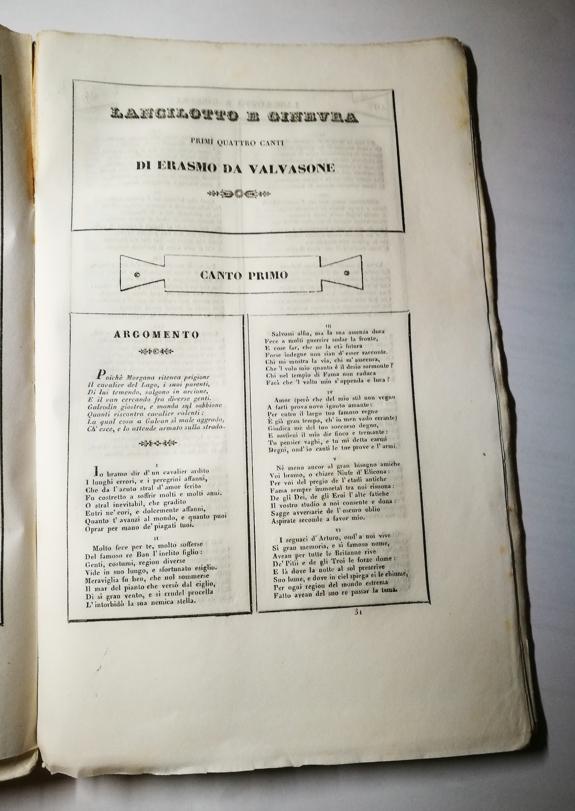 LANCILOTTO E GINEVRA
PRIMI QUATTRO CANTI
DI ERASMO DA VALVASONE
CANTO PRIMO
ARGOMENTO
Poichè Morgana ritenea prigione
Il cavalier del Lago, i suoi parenti,
Di lui temendo, salgono in arcione,
E il van cercando fra diverse genti.
Galeodin giostra, e manda sul sabbione
Quanti riscontra cavalier valenti;
La qual cosa a Galvan sì male aggrada,
Ch'esce, e lo attende armato sulla strada.
I
Io bramo dir d'un cavalier ardito
I lunghi errori, e i peregrini affanni,
Che da l'acuto stral d'amor ferito
Fu costretto a soffrir molti e molti anni.
O stral inevitabil, che gradito
Entri ne' cori, e dolcemente affanni,
Quanto t'avanzi al mondo, e quanto puoi
Oprar per mano de' piagati tuoi.
II
Molto fece per te, molto sofferse
Del famoso re Ban l'inclito figlio:
Genti, costumi, region diverse
Vide in suo lungo, e sfortunato esiglio.
Meraviglia fu ben, che nol sommerse
Il mar del pianto che versò dal ciglio,
Di sì gran vento, e sì crudel procella
L'intorbidò la sua nemica stella.
III
Salvossi alfin, ma la sua assenza dura
Fece a molti guerrier sudar la fronte,
E cose far, che ne la età futura
Forse indegne non sian d'esser racconte.
Chi mi mostra la via, chi m'assecura,
Che 'l volo mio quanto è il desio sormonte?
Chi nel tempio di Fama non caduca
Farà che 'l volto mio s'appenda e luca?
IV
Amor (però che del mio stil non vegno
A farti prova novo ignoto amante:
Per entro il largo tuo famoso regno
È già gran tempo, ch'io men vado errante)
Giudica me del tuo soccorso degno,
E sostieni il mio dir fioco e tremante:
Tu pensier vaghi, e tu mi detta carmi
Degni, ond'io canti le tue prove e l'armi.
V
Nè meno ancor al gran bisogno amiche
Voi bramo, o chiare Ninfe d'Elicona:
Per voi del pregio de l'etadi antiche
Fama sempre immortal tra noi risuona:
De gli Dei, de gli Eroi l'alte fatiche
Il vostro studio a noi consente e dona:
Sagge avversarie de l'oscuro oblio
Aspirate seconde a favor mio.
VI
I seguaci d'Arturo, ond'a noi vive
Sì gran memoria, e sì famoso nome,
Avean per tutte le Britanne rive
De' Pitti e de gli Troi le forze dome:
E là dove la notte al sol prescrive
Suo lume, e dove in ciel spiega ei le chiome,
Per ogni region del mondo estrema
Fatto avean del suo re passar la tema.
31